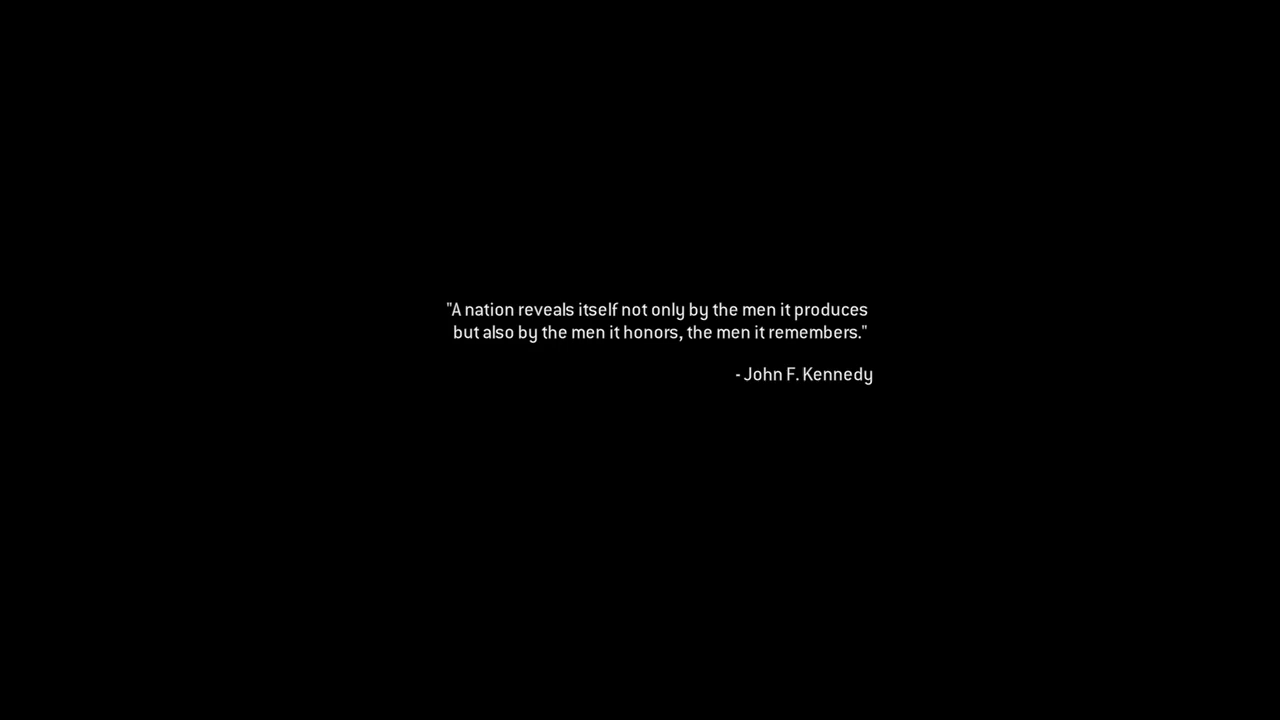 "A nation reveals itself not only by the men it produces
but also by the men it honors, the men it remembers."
- John F. Kennedy